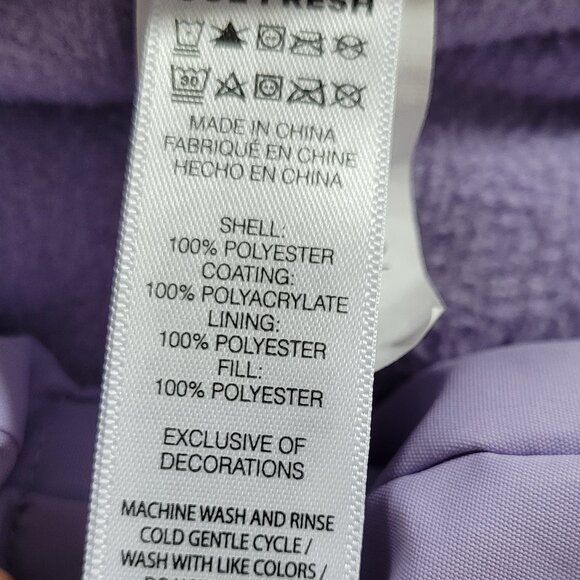 30
MADE IN CHINA
FABRIQUÉ EN CHINE
HECHO EN CHINA
SHELL:
100% POLYESTER
COATING:
100% POLYACRYLATE
LINING:
100% POLYESTER
FILL:
100% POLYESTER
EXCLUSIVE OF
DECORATIONS
MACHINE WASH AND RINSE
COLD GENTLE CYCLE /
WASH WITH LIKE COLORS /